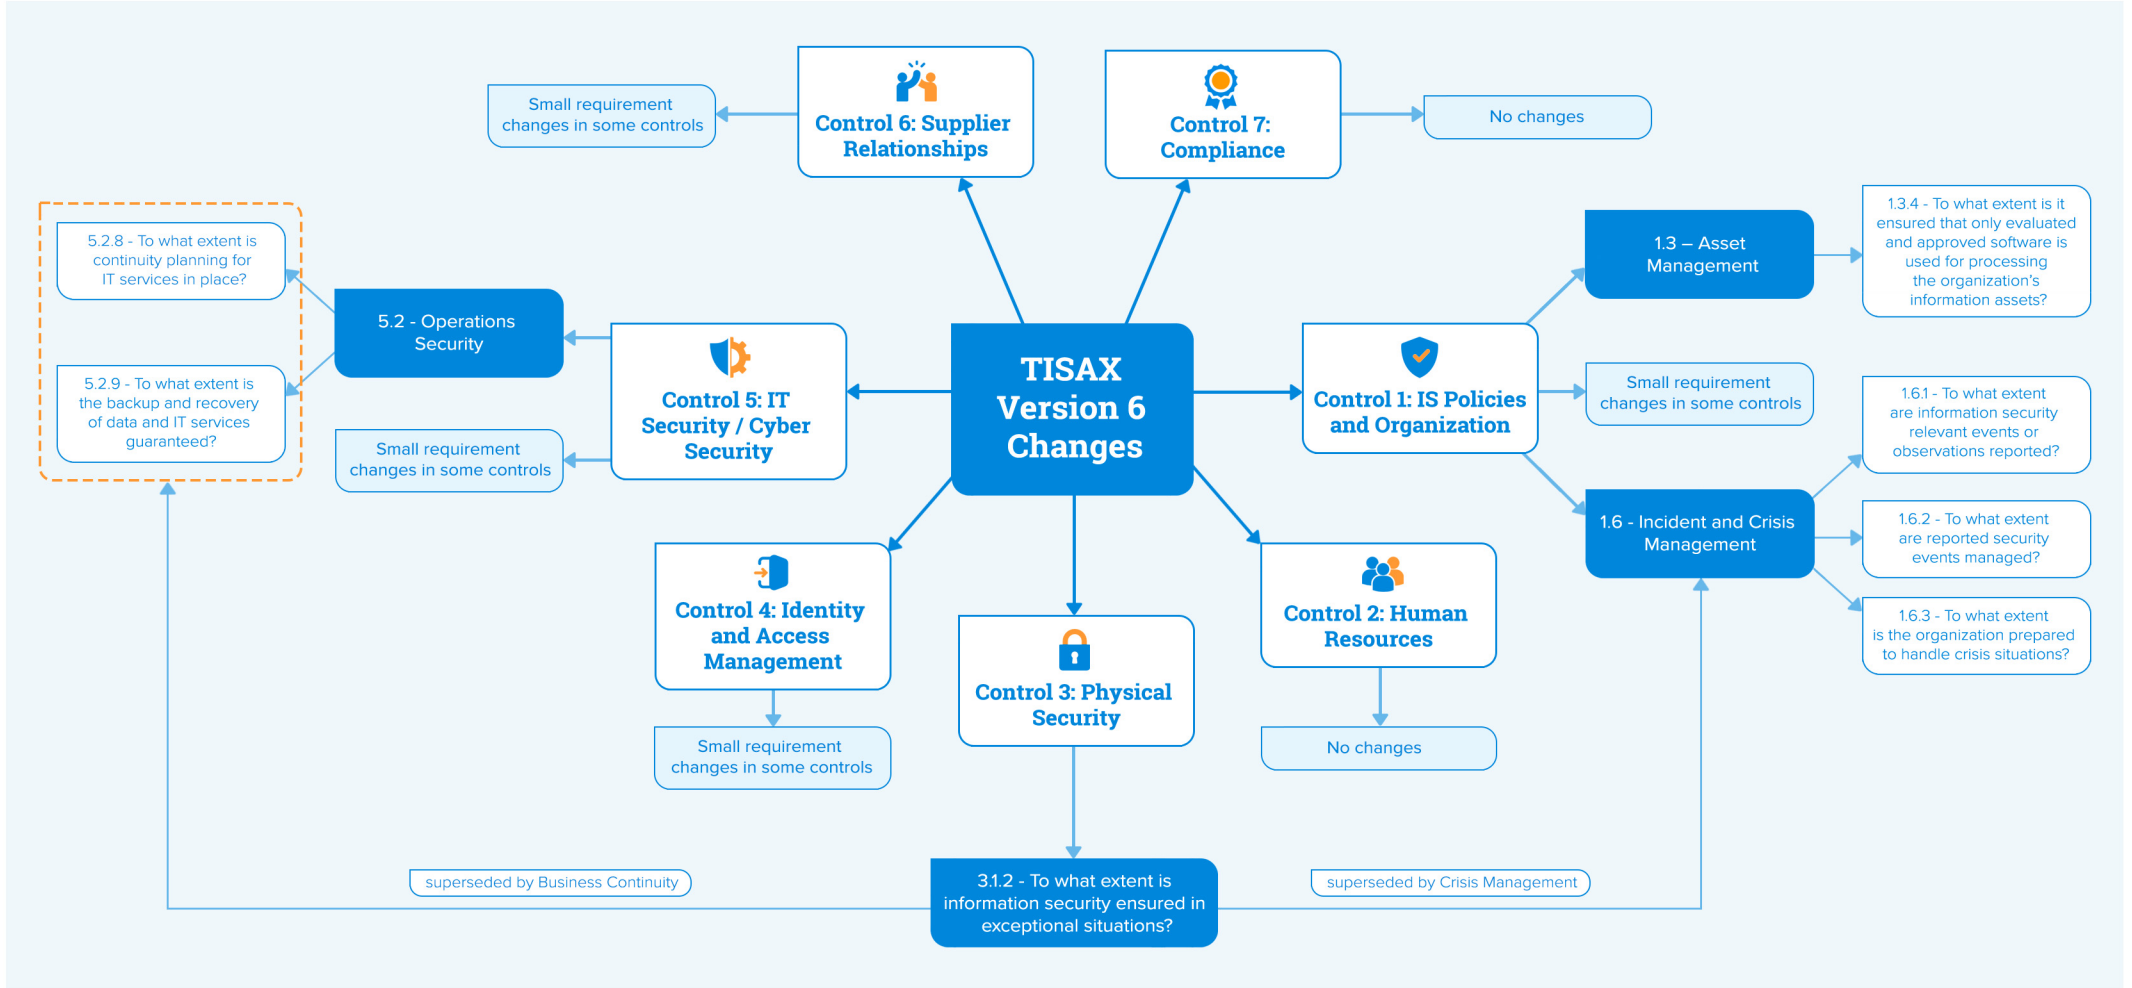 Control 6: Supplier
Relationships
Small requirement
changes in some controls
Control 7:
Compliance
No changes
1.3 – Asset
Management
1.3.4 - To what extent is it
ensured that only evaluated
and approved software is
used for processing
the organization's
information assets?
5.2.8 - To what extent is
continuity planning for
IT services in place?
5.2.9 - To what extent is
the backup and recovery
of data and IT services
guaranteed?
5.2 - Operations
Security
Small requirement
changes in some controls
Control 5: IT
Security / Cyber
Security
TISAX
Version 6
Changes
Control 1: IS Policies
and Organization
Small requirement
changes in some controls
1.6 - Incident and Crisis
Management
1.6.1 - To what extent
are information security
relevant events or
observations reported?
1.6.2 - To what extent
are reported security
events managed?
1.6.3 - To what extent
is the organization prepared
to handle crisis situations?
Control 4: Identity
and Access
Management
Small requirement
changes in some controls
Control 3: Physical
Security
Control 2: Human
Resources
No changes
superseded by Business Continuity
3.1.2 - To what extent is
information security ensured in
exceptional situations?
superseded by Crisis Management